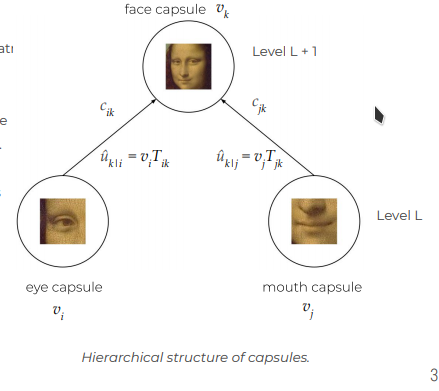 face capsule v_k
Level L + 1
c_ik
c_jk
û_k|i = v_i T_ik
û_k|j = v_j T_jk
Level L
eye capsule
mouth capsule
v_i
v_j
Hierarchical structure of capsules.
3